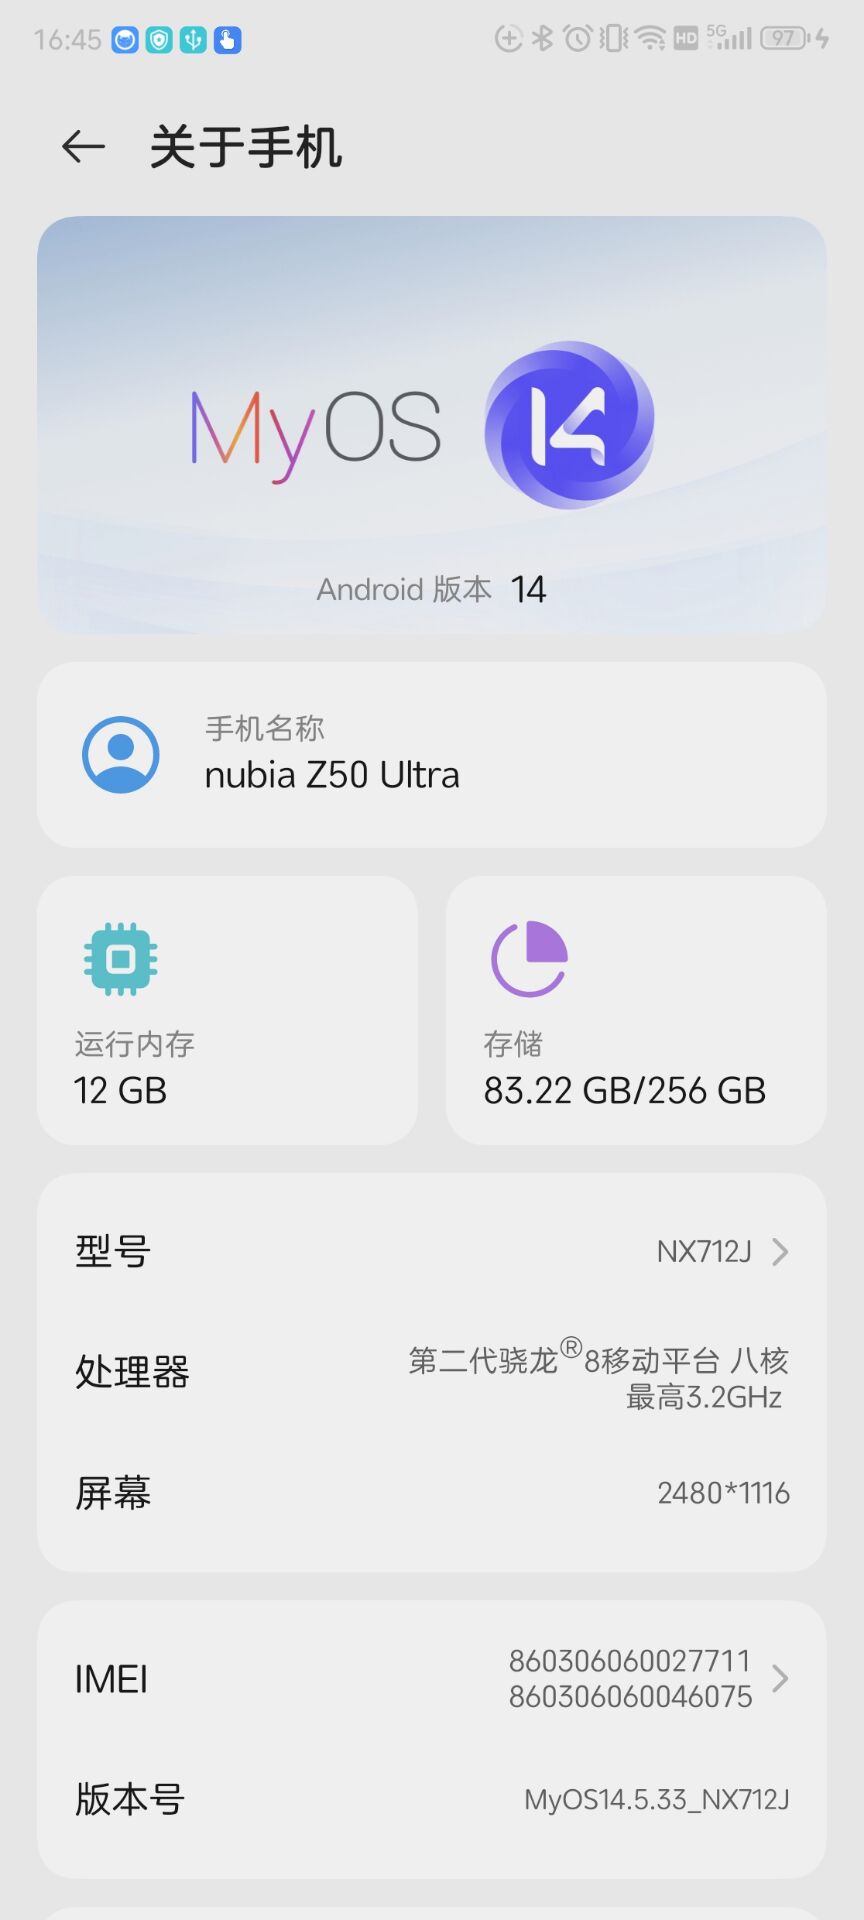 16:45 HD 5G 97
关于手机
MyOS 14
Android 版本 14
手机名称
nubia Z50 Ultra
运行内存
12 GB
存储
83.22 GB/256 GB
型号 NX712J
处理器 第二代骁龙®8移动平台 八核
最高3.2GHz
屏幕 2480*1116
IMEI 860306060027711
860306060046075
版本号 MyOS14.5.33_NX712J